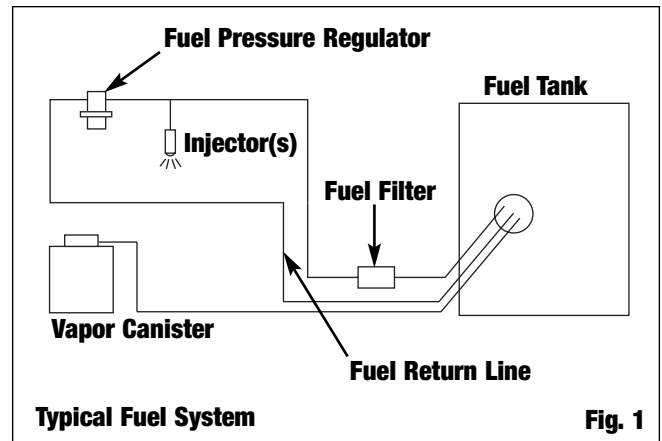 Fuel Pressure Regulator
Fuel Tank
Injector(s)
Fuel Filter
Vapor Canister
Fuel Return Line
Typical Fuel System
Fig. 1